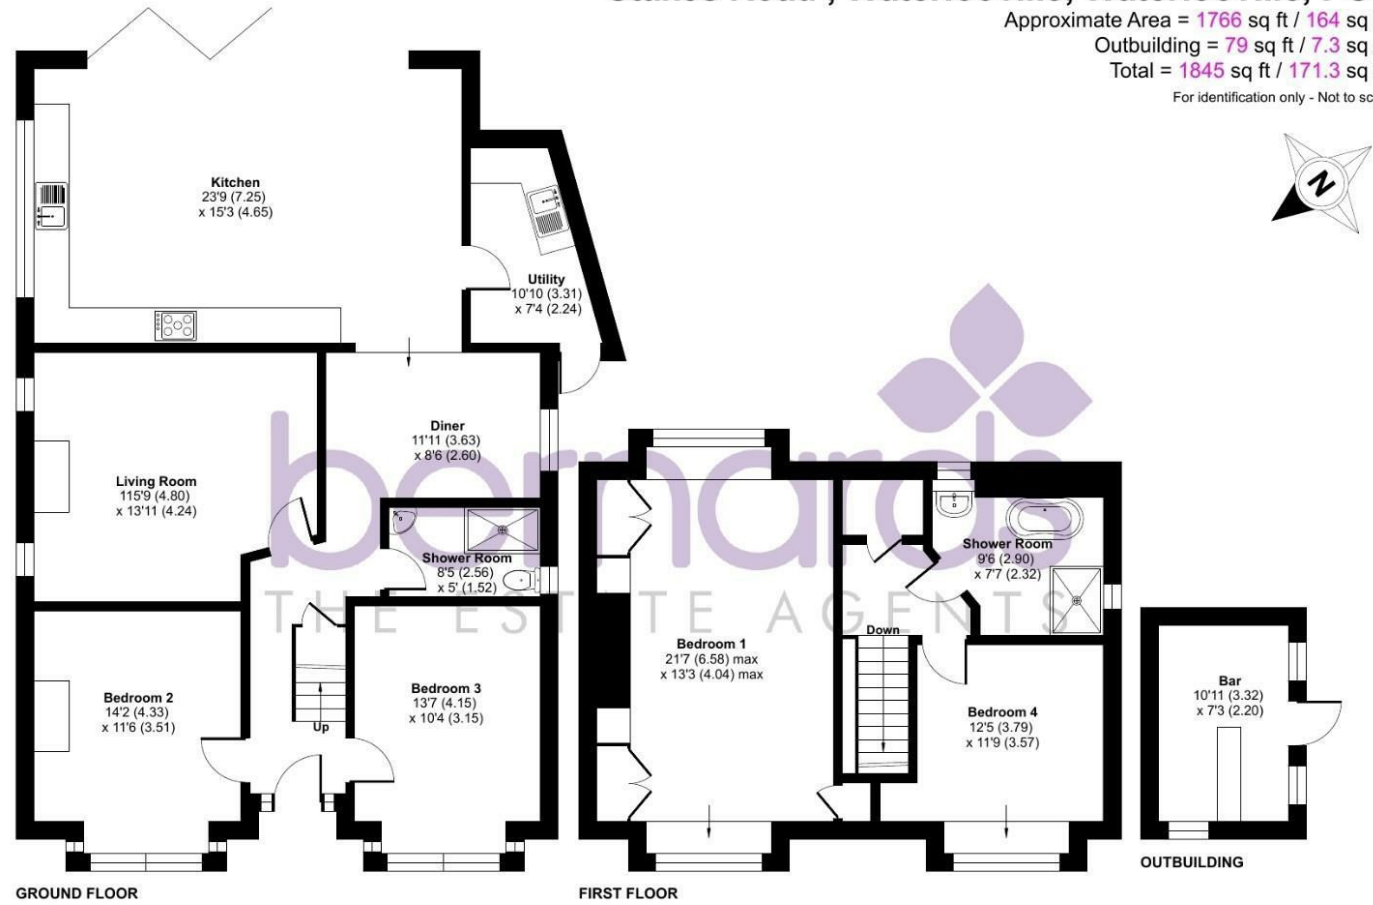 Approximate Area = 1766 sq ft / 164 sq
Outbuilding = 79 sq ft / 7.3 sq
Total = 1845 sq ft / 171.3 sq
For identification only - Not to sc
N
Kitchen
23'9 (7.25)
x 15'3 (4.65)
Utility
10'10 (3.31)
x 7'4 (2.24)
Diner
11'11 (3.63)
x 8'6 (2.60)
Living Room
115'9 (4.80)
x 13'11 (4.24)
Shower Room
8'5 (2.56)
x 5' (1.52)
Bedroom 2
14'2 (4.33)
x 11'6 (3.51)
Up
Bedroom 3
13'7 (4.15)
x 10'4 (3.15)
GROUND FLOOR
bernards
THE ESTATE AGENTS
Shower Room
9'6 (2.90)
x 7'7 (2.32)
Down
Bedroom 1
21'7 (6.58) max
x 13'3 (4.04) max
Bedroom 4
12'5 (3.79)
x 11'9 (3.57)
FIRST FLOOR
Bar
10'11 (3.32)
x 7'3 (2.20)
OUTBUILDING